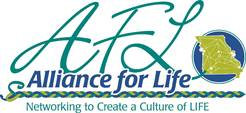 AFL
Alliance for Life
Networking to Create a Culture of LIFE